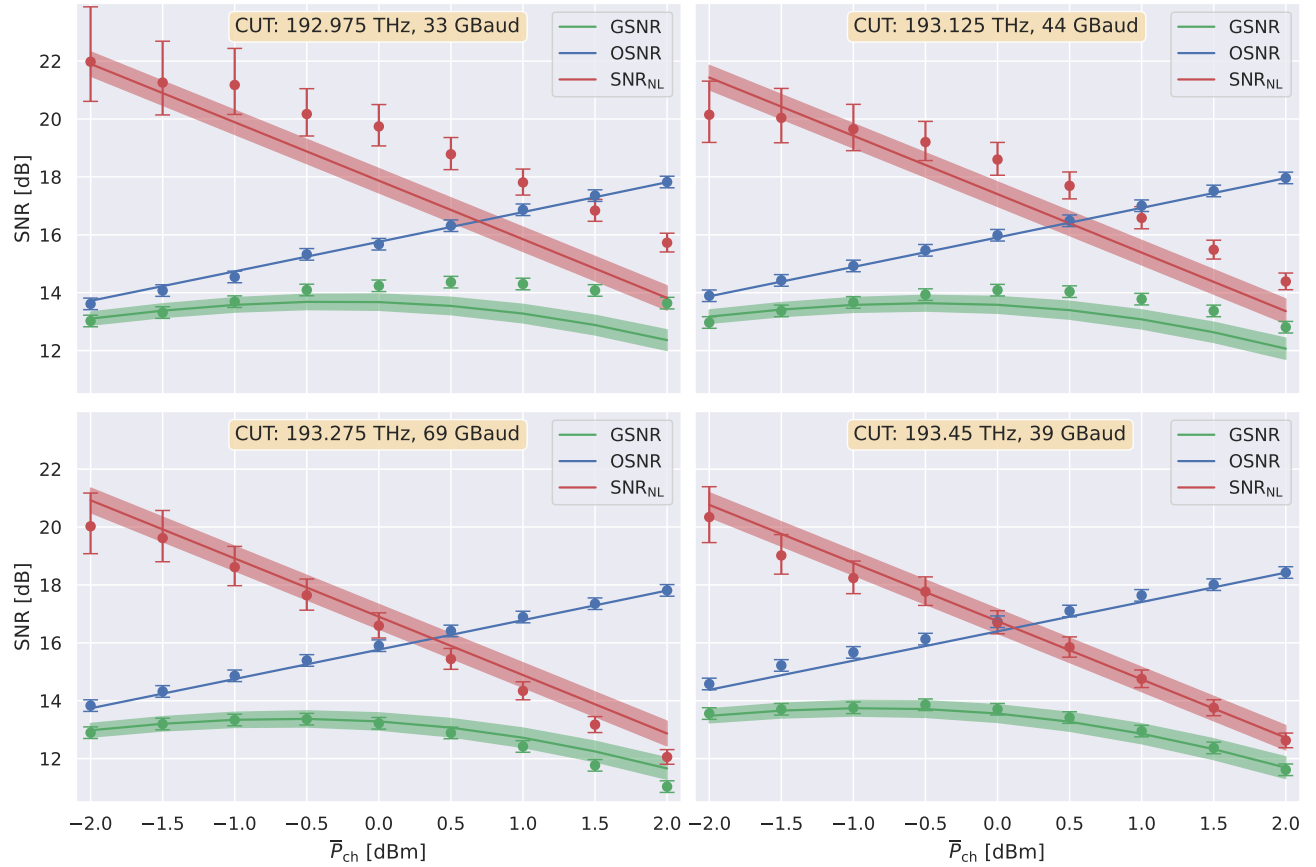 CUT: 192.975 THz, 33 GBaud
GSNR
OSNR
SNR_NL
22
20
18
16
14
12
SNR [dB]
CUT: 193.125 THz, 44 GBaud
GSNR
OSNR
SNR_NL
CUT: 193.275 THz, 69 GBaud
GSNR
OSNR
SNR_NL
22
20
18
16
14
12
SNR [dB]
−2.0 −1.5 −1.0 −0.5 0.0 0.5 1.0 1.5 2.0
P̅_ch [dBm]
CUT: 193.45 THz, 39 GBaud
GSNR
OSNR
SNR_NL
−2.0 −1.5 −1.0 −0.5 0.0 0.5 1.0 1.5 2.0
P̅_ch [dBm]